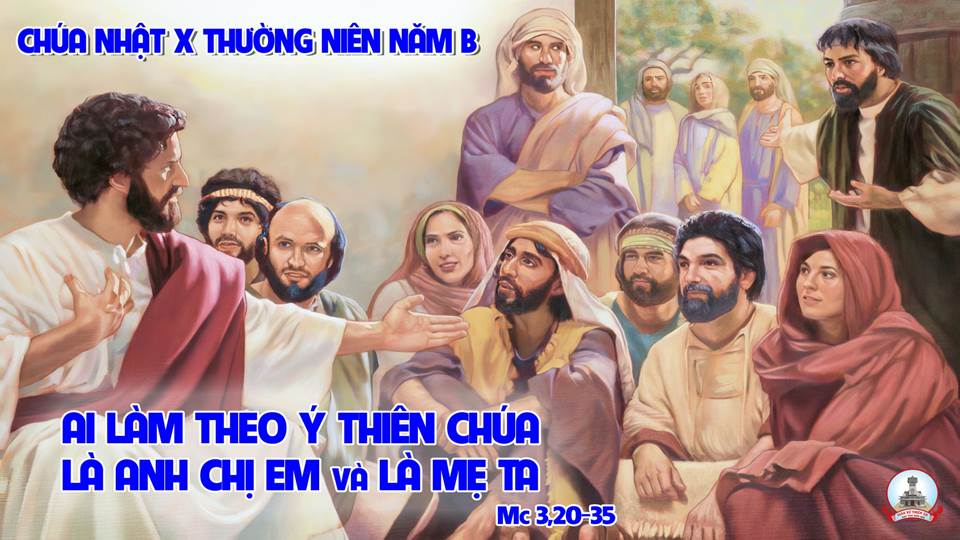 CHÚA NHẬT X THƯỜNG NIÊN NĂM B
AI LÀM THEO Ý THIÊN CHÚA
LÀ ANH CHỊ EM VÀ LÀ MẸ TA
Mc 3,20-35